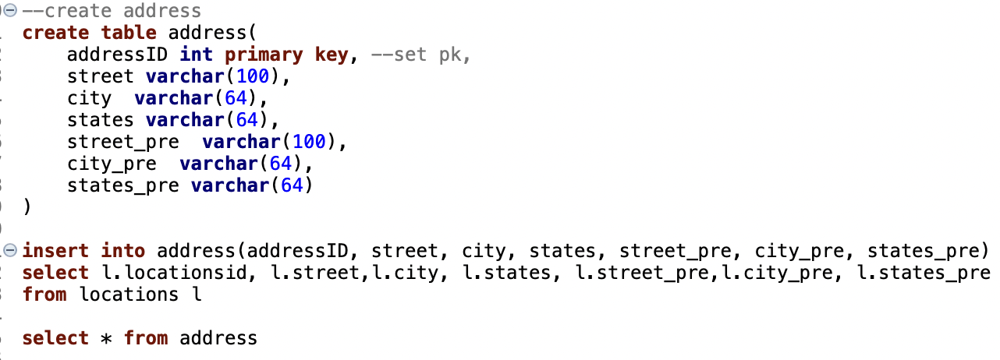 --create address
create table address(
addressID int primary key, --set pk,
street varchar(100),
city  varchar(64),
states varchar(64),
street_pre  varchar(100),
city_pre  varchar(64),
states_pre varchar(64)
)
insert into address(addressID, street, city, states, street_pre, city_pre, states_pre)
select l.locationsid, l.street,l.city, l.states, l.street_pre,l.city_pre, l.states_pre
from locations l
select * from address